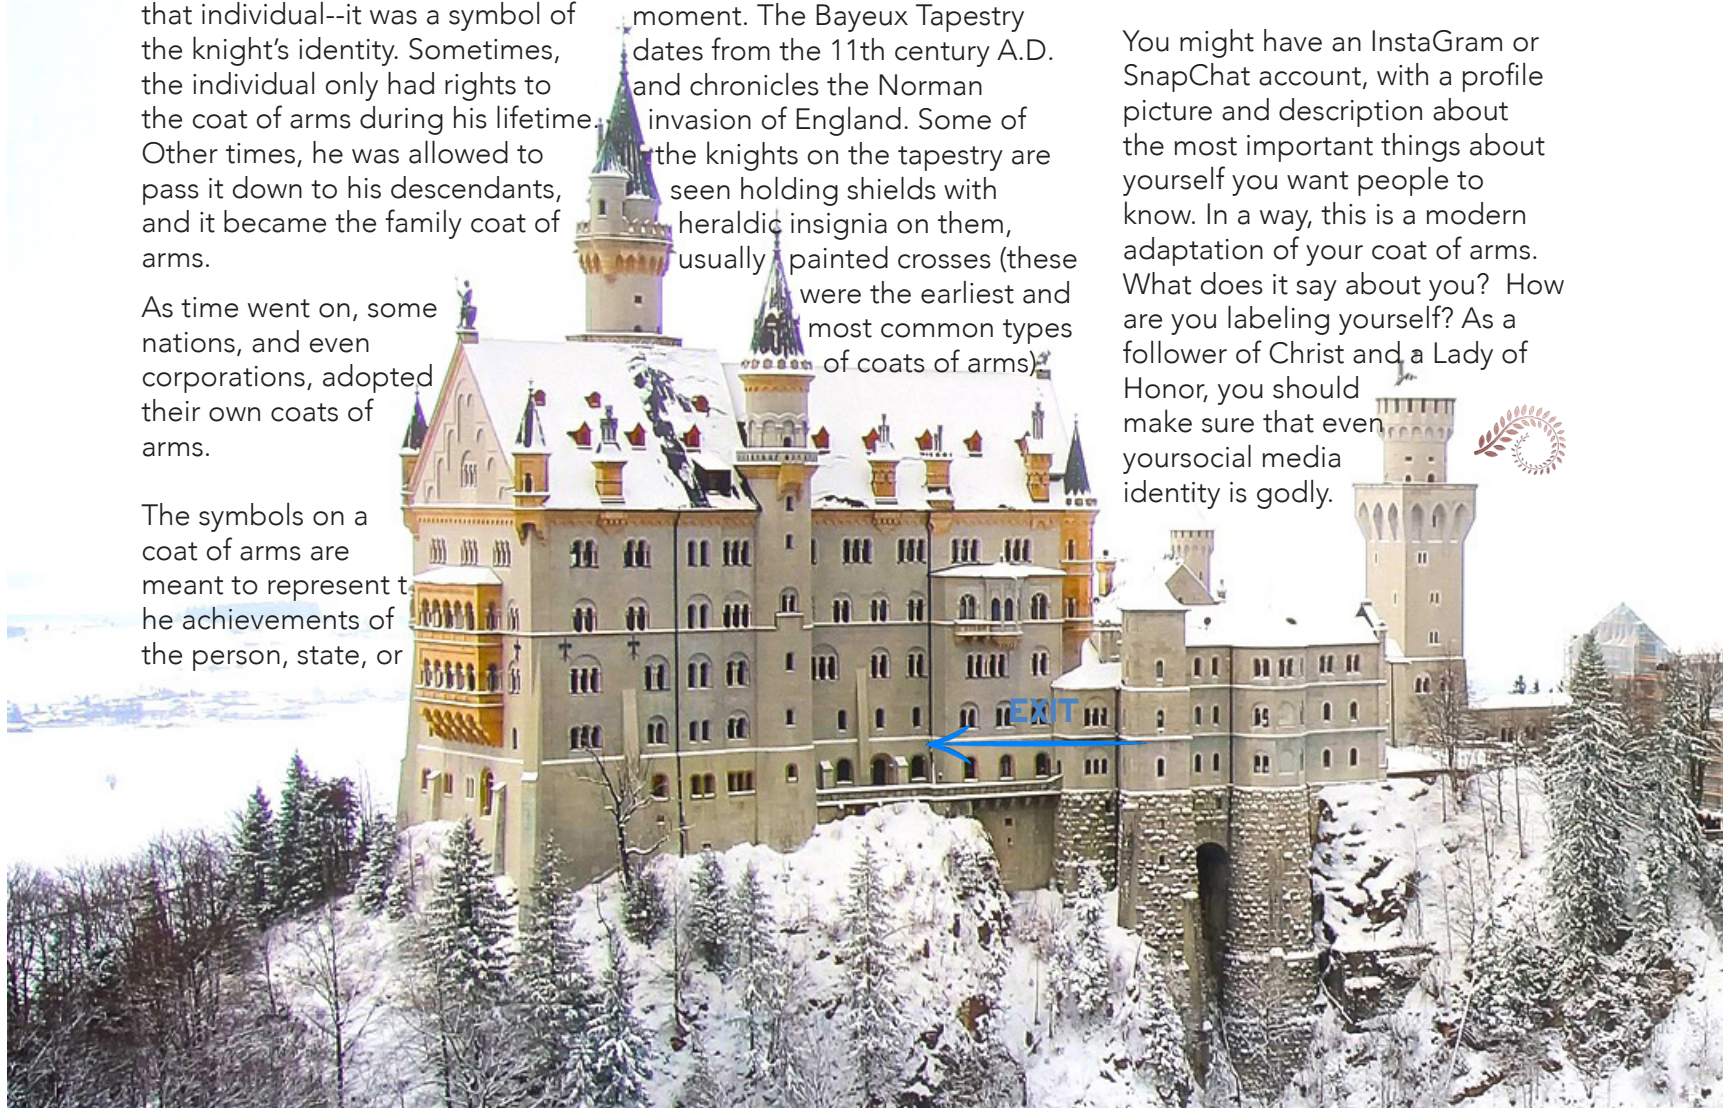 that individual--it was a symbol of
the knight's identity. Sometimes,
the individual only had rights to
the coat of arms during his lifetime.
Other times, he was allowed to
pass it down to his descendants,
and it became the family coat of
arms.
As time went on, some
nations, and even
corporations, adopted
their own coats of
arms.
The symbols on a
coat of arms are
meant to represent t
he achievements of
the person, state, or
moment. The Bayeux Tapestry
dates from the 11th century A.D.
and chronicles the Norman
invasion of England. Some of
the knights on the tapestry are
seen holding shields with
heraldic insignia on them,
usually painted crosses (these
were the earliest and
most common types
of coats of arms).
You might have an InstaGram or
SnapChat account, with a profile
picture and description about
the most important things about
yourself you want people to
know. In a way, this is a modern
adaptation of your coat of arms.
What does it say about you?  How
are you labeling yourself? As a
follower of Christ and a Lady of
Honor, you should
make sure that even
yoursocial media
identity is godly.
EXIT